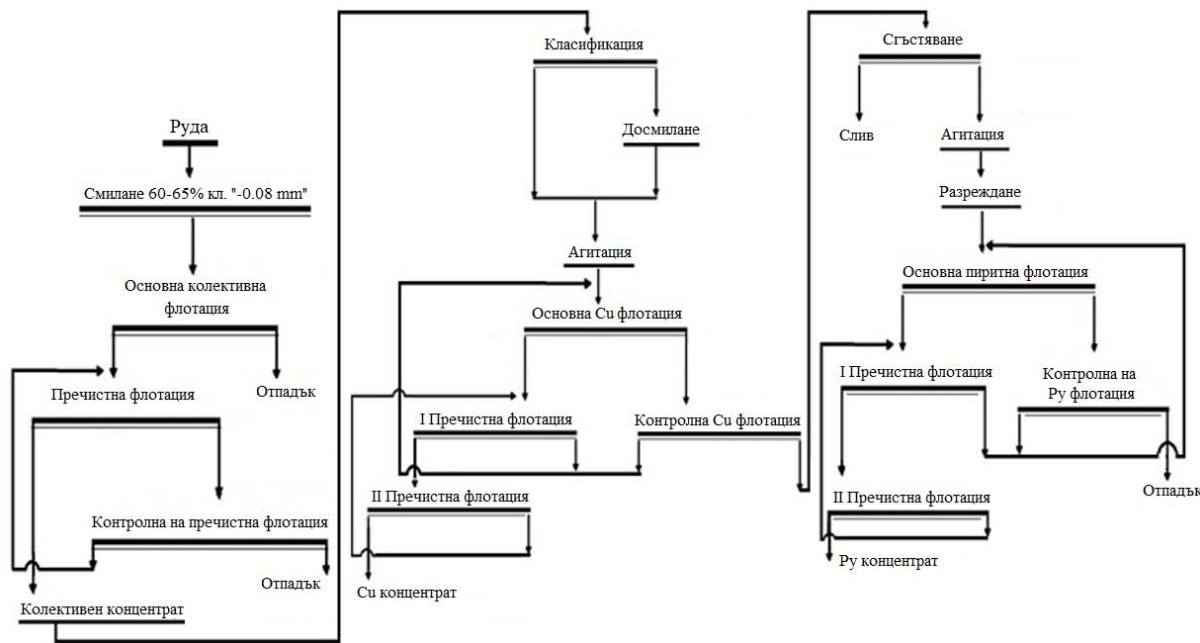 Руда
Смилане 60-65% кл. "-0.08 mm"
Основна колективна
флотация
Отпадък
Пречистна флотация
Контролна на пречистна флотация
Отпадък
Колективен концентрат
Класификация
Досмилане
Агитация
Основна Cu флотация
I Пречистна флотация
Контролна Cu флотация
II Пречистна флотация
Cu концентрат
Сгъстяване
Слив
Агитация
Разреждане
Основна пиритна флотация
I Пречистна флотация
Контролна на
Py флотация
Отпадък
II Пречистна флотация
Py концентрат